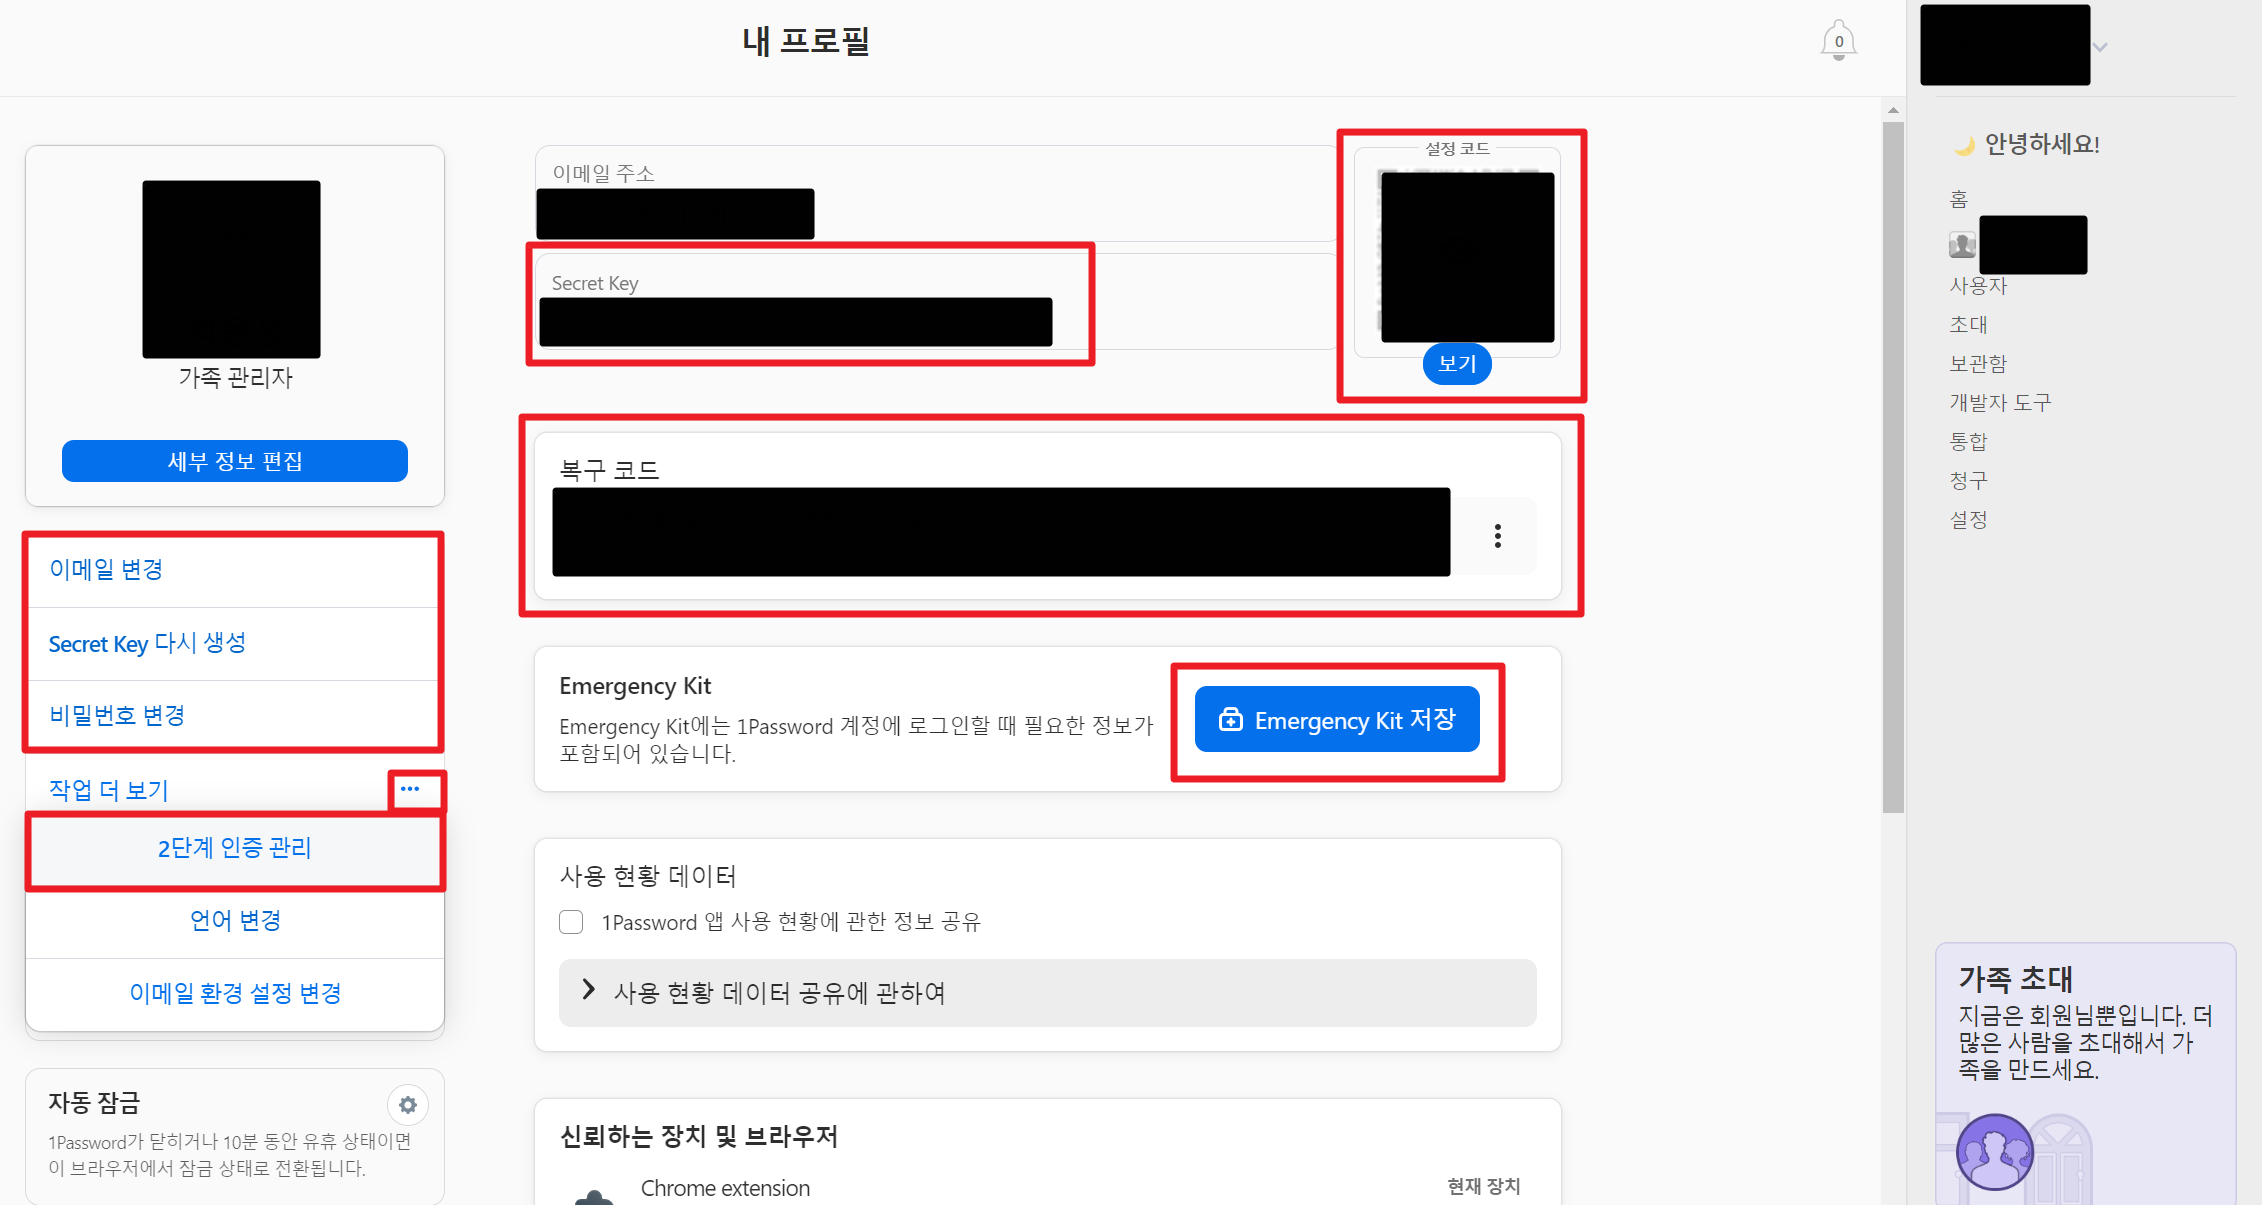 내 프로필
0
가족 관리자
세부 정보 편집
이메일 변경
Secret Key 다시 생성
비밀번호 변경
작업 더 보기
2단계 인증 관리
언어 변경
이메일 환경 설정 변경
자동 잠금
1Password가 닫히거나 10분 동안 유휴 상태이면
이 브라우저에서 잠금 상태로 전환됩니다.
이메일 주소
Secret Key
설정 코드
보기
복구 코드
Emergency Kit
Emergency Kit에는 1Password 계정에 로그인할 때 필요한 정보가
포함되어 있습니다.
Emergency Kit 저장
사용 현황 데이터
1Password 앱 사용 현황에 관한 정보 공유
사용 현황 데이터 공유에 관하여
신뢰하는 장치 및 브라우저
Chrome extension
현재 장치
안녕하세요!
홈
사용자
초대
보관함
개발자 도구
통합
청구
설정
가족 초대
지금은 회원님뿐입니다. 더
많은 사람을 초대해서 가
족을 만드세요.